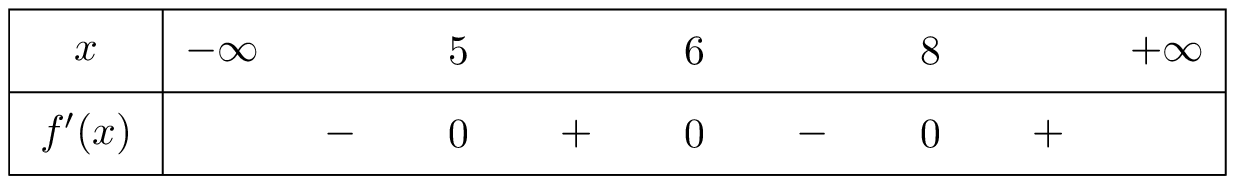 x −∞ 5 6 8 +∞
f′(x) − 0 + 0 − 0 +